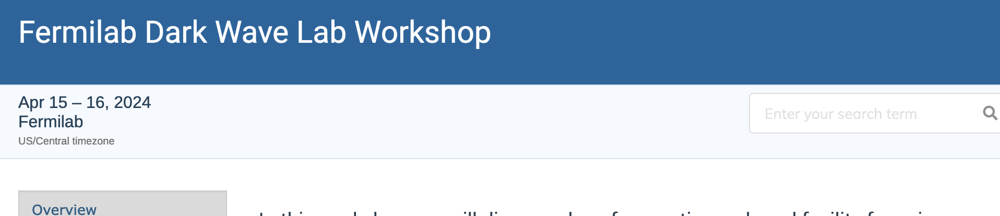 Fermilab Dark Wave Lab Workshop
Apr 15 – 16, 2024
Fermilab
US/Central timezone
Enter your search term
Overview